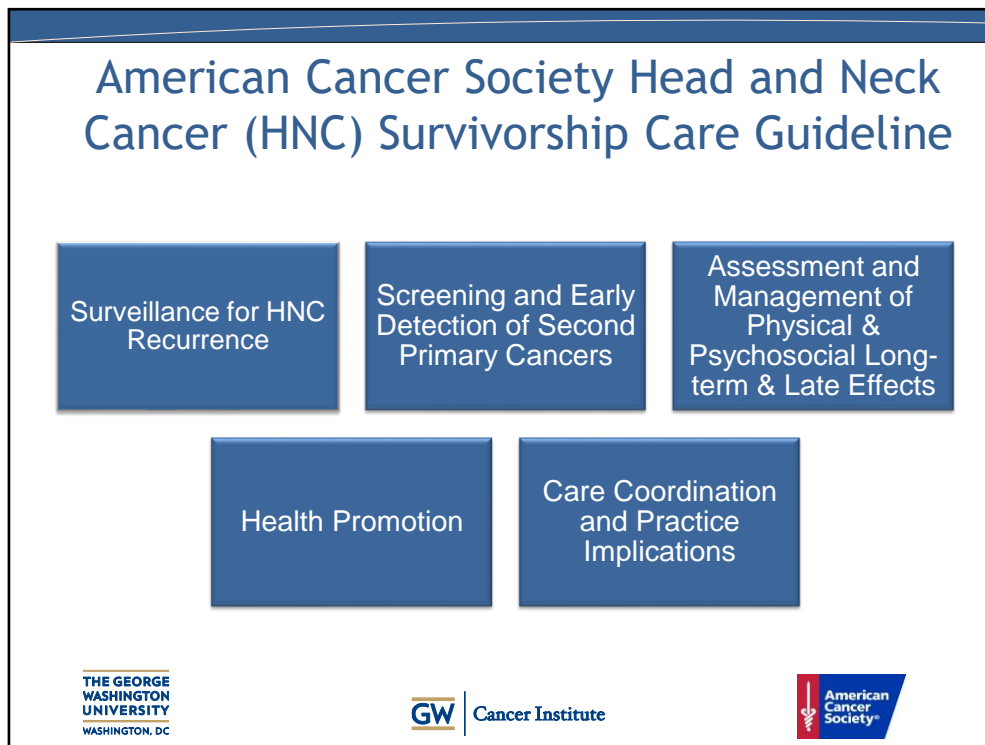 American Cancer Society Head and Neck
Cancer (HNC) Survivorship Care Guideline
Surveillance for HNC
Recurrence
Screening and Early
Detection of Second
Primary Cancers
Assessment and
Management of
Physical &
Psychosocial Long-
term & Late Effects
Health Promotion
Care Coordination
and Practice
Implications
THE GEORGE
WASHINGTON
UNIVERSITY
WASHINGTON, DC
GW Cancer Institute
American
Cancer
Society®